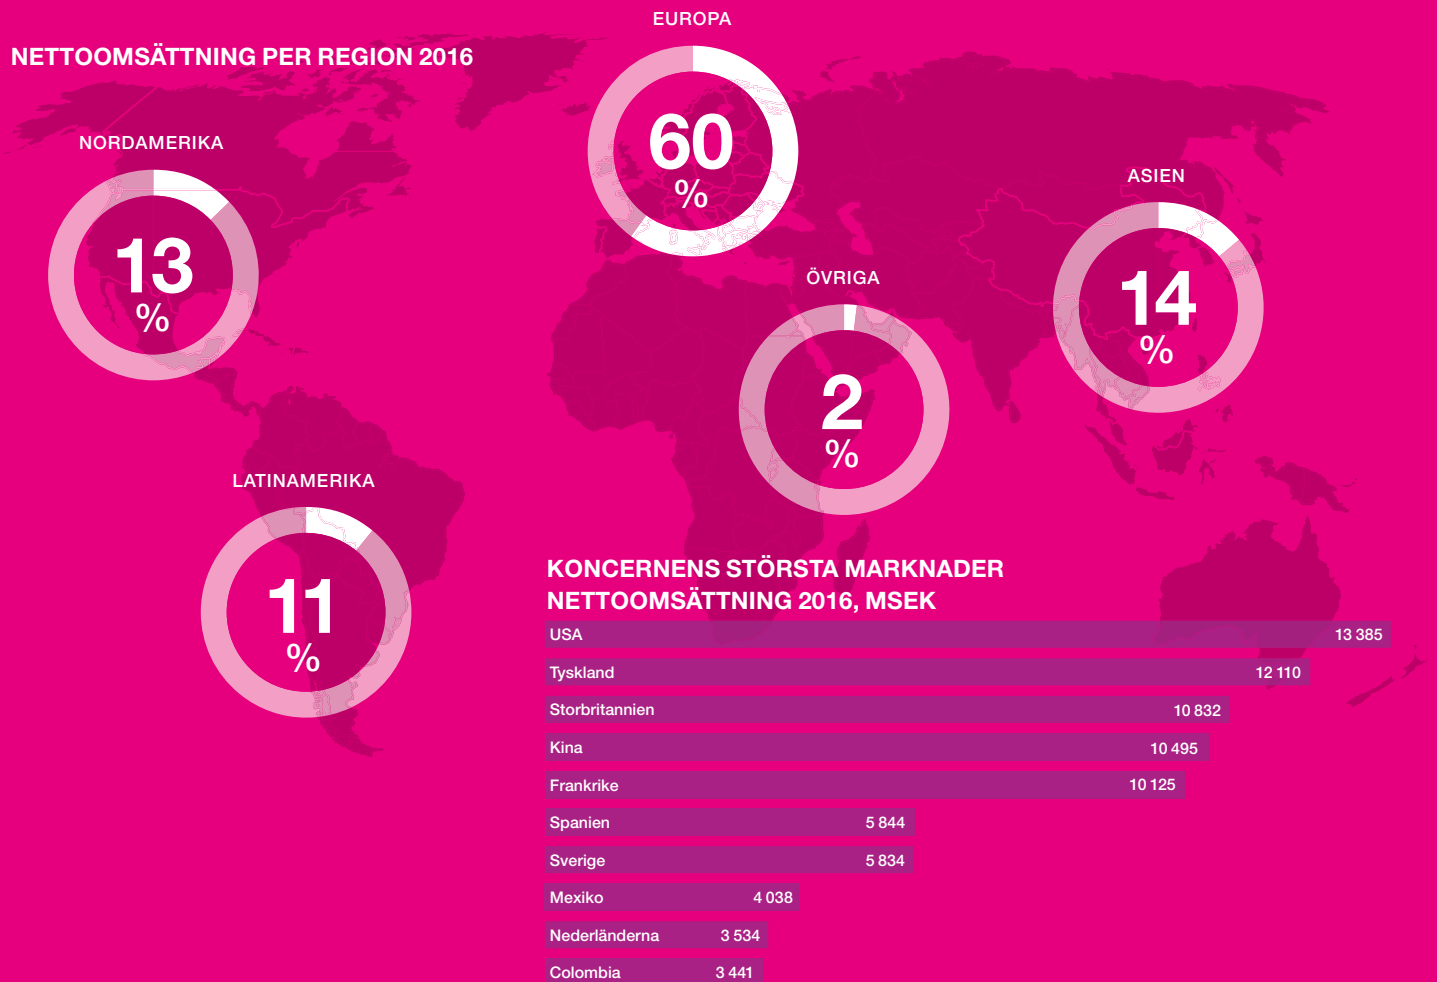 NETTOOMSÄTTNING PER REGION 2016
EUROPA
60
%
NORDAMERIKA
13
%
ASIEN
14
%
ÖVRIGA
2
%
LATINAMERIKA
11
%
KONCERNENS STÖRSTA MARKNADER
NETTOOMSÄTTNING 2016, MSEK
USA 13 385
Tyskland 12 110
Storbritannien 10 832
Kina 10 495
Frankrike 10 125
Spanien 5 844
Sverige 5 834
Mexiko 4 038
Nederländerna 3 534
Colombia 3 441